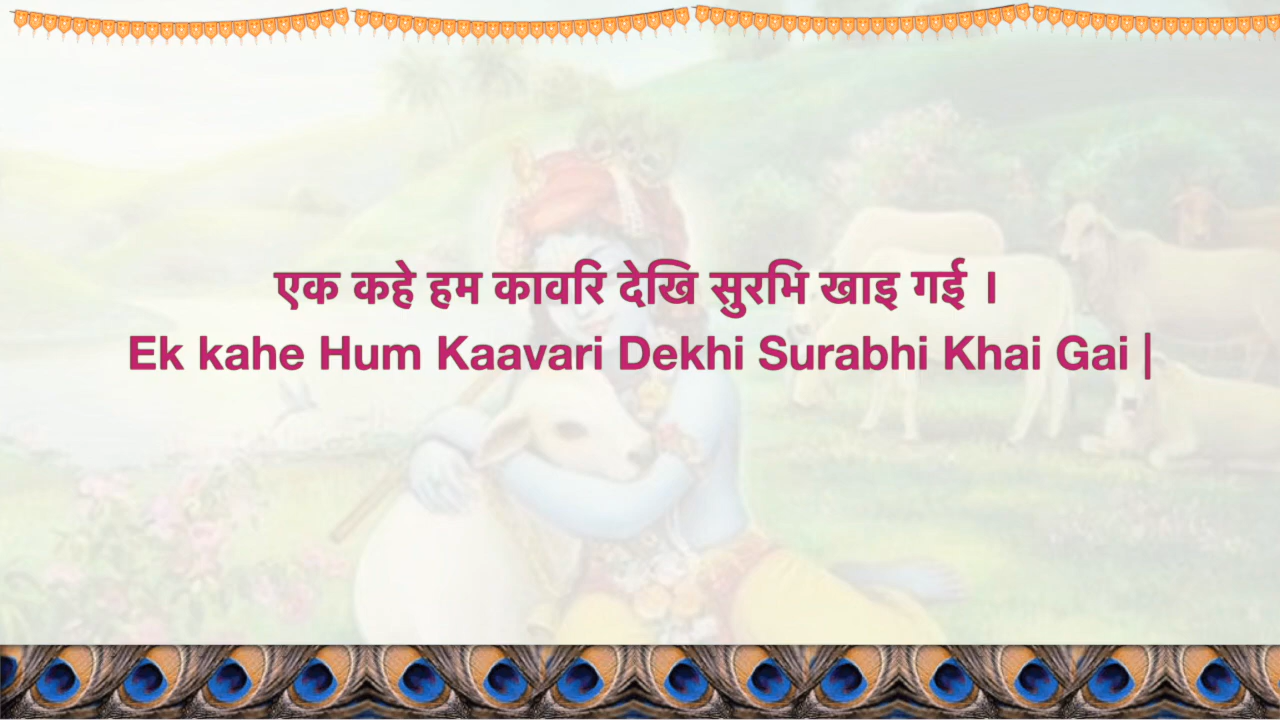 एक कहे हम कावरि देखि सुरभि खाइ गई ।
Ek kahe Hum Kaavari Dekhi Surabhi Khai Gai |